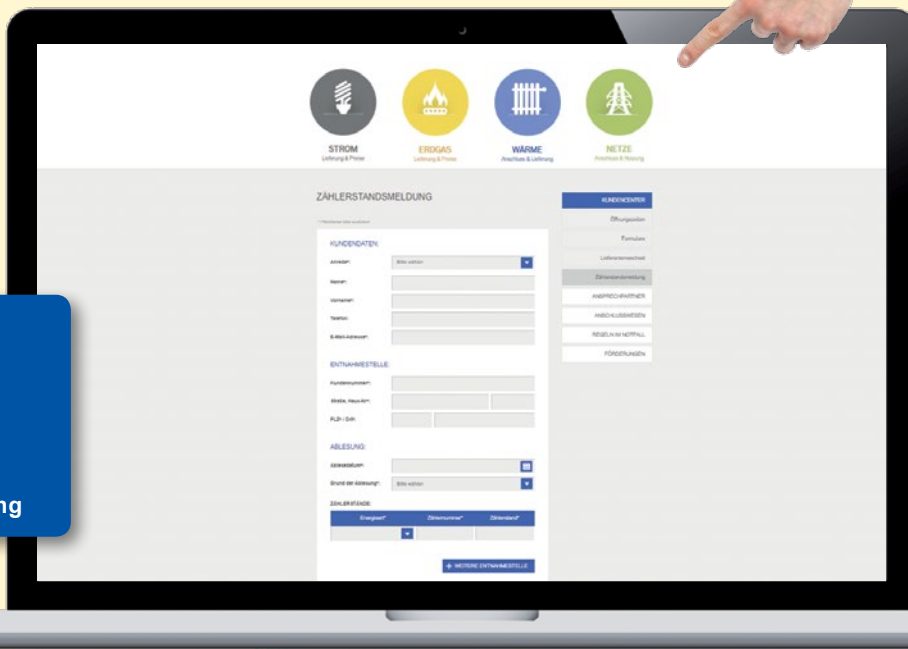 STROM
Lieferung & Preise
ERDGAS
Lieferung & Preise
WÄRME
Anschluss & Lieferung
NETZE
Anschluss & Nutzung
ZÄHLERSTANDSMELDUNG
KUNDENDATEN:
Anrede*: Bitte wählen
Name*:
Vorname*:
Telefon:
E-Mail-Adresse*:
ENTNAHMESTELLE:
Kundennummer*:
Straße, Haus-Nr*:
PLZ* / Ort*:
ABLESUNG:
Ablesedatum*:
Grund der Ablesung*: Bitte wählen
ZÄHLERSTÄNDE:
Energieart* Zählernummer* Zählerstand*
+ WEITERE ENTNAHMESTELLE
KUNDENCENTER
Öffnungszeiten
Formulare
Lieferantenwechsel
Zählerstandsmeldung
ANSPRECHPARTNER
ANSCHLUSSWESEN
REGELN IM NOTFALL
FÖRDERUNGEN
ng